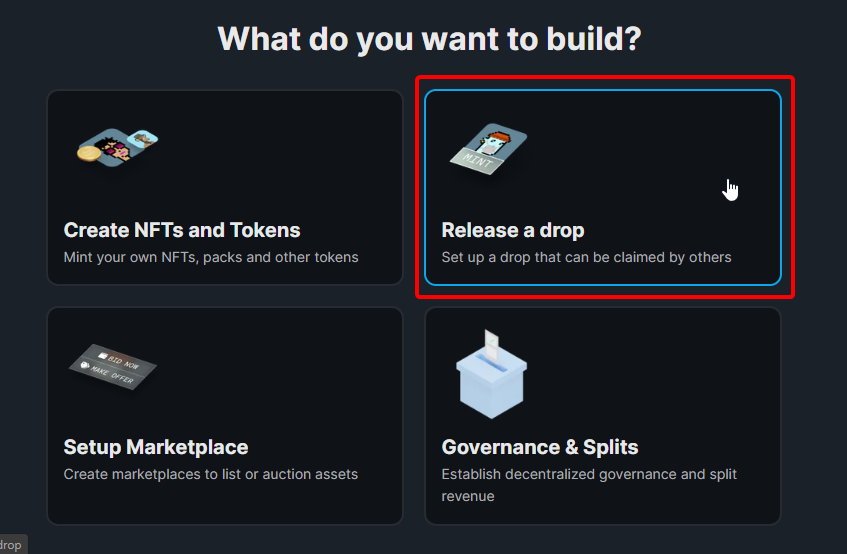 What do you want to build?
MINT
Create NFTs and Tokens
Mint your own NFTs, packs and other tokens
Release a drop
Set up a drop that can be claimed by others
BID NOW
MAKE OFFER
Setup Marketplace
Create marketplaces to list or auction assets
Governance & Splits
Establish decentralized governance and split
revenue
drop